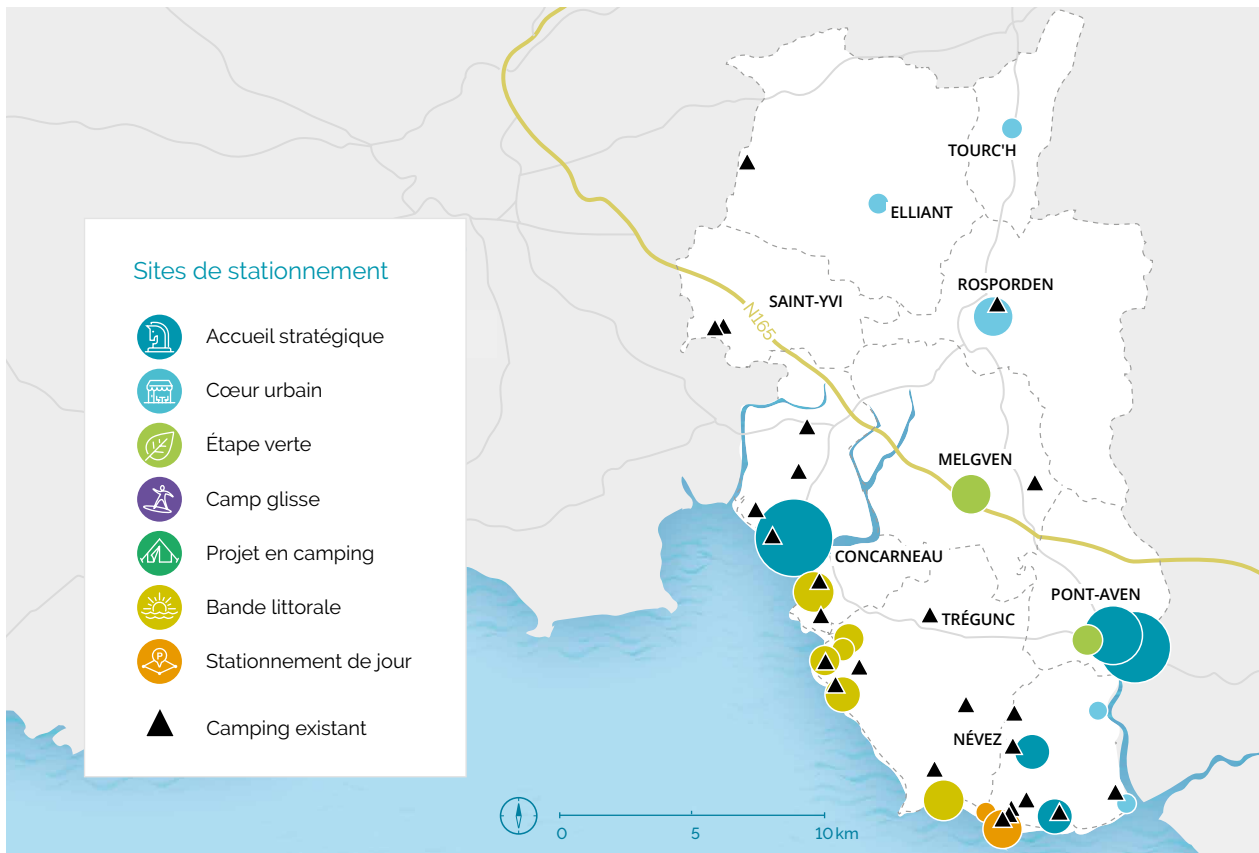 TOURC'H
ELLIANT
Sites de stationnement
ROSPORDEN
SAINT-YVI
N165
Accueil stratégique
Cœur urbain
Étape verte
MELGVEN
Camp glisse
Projet en camping
CONCARNEAU
Bande littorale
PONT-AVEN
TRÉGUNC
Stationnement de jour
P
Camping existant
NÉVEZ
0 5 10 km